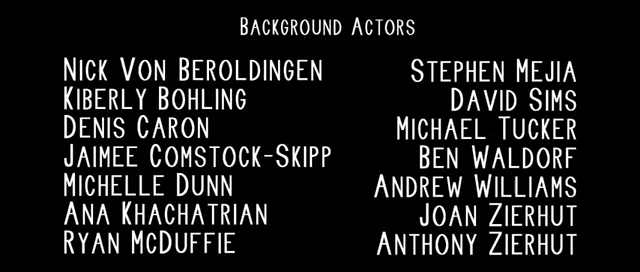 Background Actors
Nick Von Beroldingen
Kiberly Bohling
Denis Caron
Jaimee Comstock-Skipp
Michelle Dunn
Ana Khachatrian
Ryan McDuffie
Stephen Mejia
David Sims
Michael Tucker
Ben Waldorf
Andrew Williams
Joan Zierhut
Anthony Zierhut